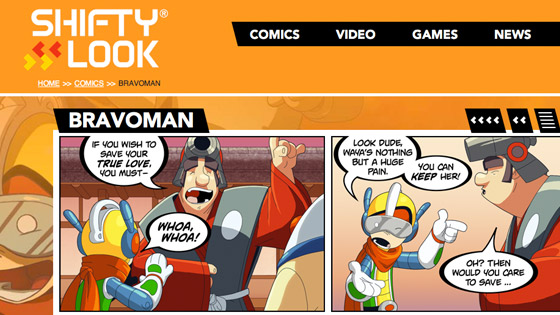 SHIFTY®
LOOK
COMICS VIDEO GAMES NEWS
HOME >> COMICS >> BRAVOMAN
BRAVOMAN
IF YOU WISH TO
SAVE YOUR
TRUE LOVE,
YOU MUST–
WHOA,
WHOA!
LOOK DUDE,
WAYA'S NOTHING
BUT A HUGE
PAIN.
YOU CAN
KEEP HER!
OH? THEN
WOULD YOU CARE
TO SAVE ...